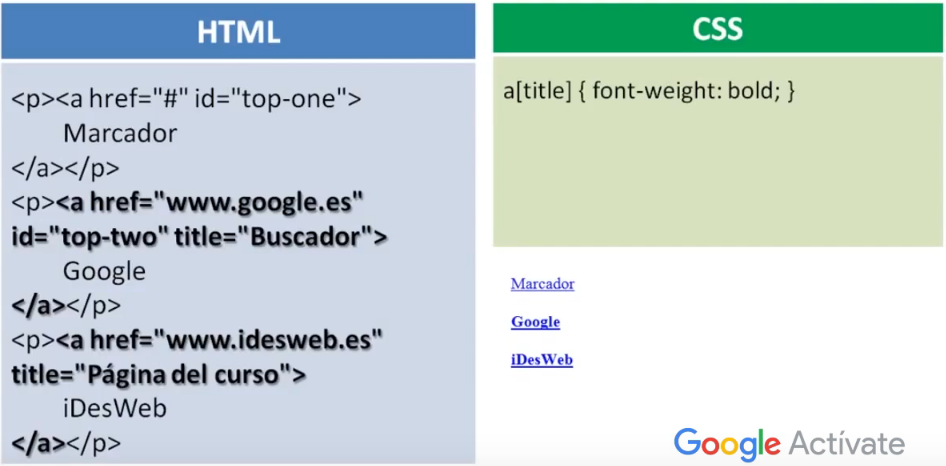 HTML
<p><a href="#" id="top-one">
Marcador
</a></p>
<p><a href="www.google.es"
id="top-two" title="Buscador">
Google
</a></p>
<p><a href="www.idesweb.es"
title="Página del curso">
iDesWeb
</a></p>
CSS
a[title] { font-weight: bold; }
Marcador
Google
iDesWeb
Google Actívate